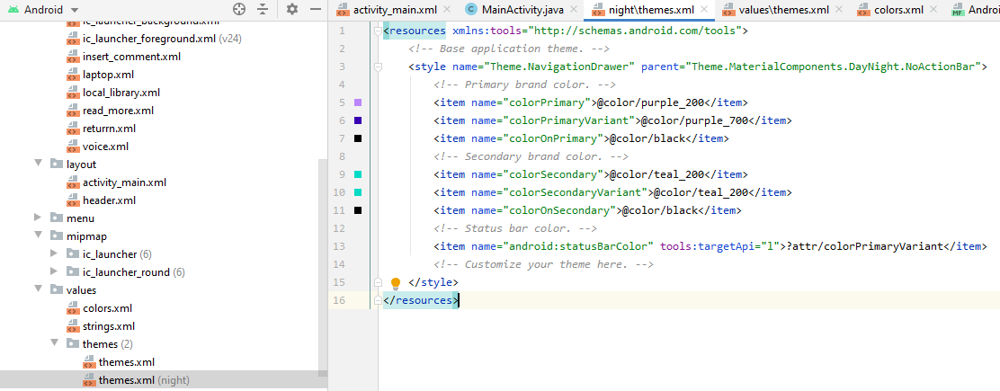 Android
ic_launcher_background.xml
ic_launcher_foreground.xml (v24)
insert_comment.xml
laptop.xml
local_library.xml
read_more.xml
returrn.xml
voice.xml
layout
activity_main.xml
header.xml
menu
mipmap
ic_launcher (6)
ic_launcher_round (6)
values
colors.xml
strings.xml
themes (2)
themes.xml
themes.xml (night)
activity_main.xml MainActivity.java night\themes.xml values\themes.xml colors.xml Android
1 <resources xmlns:tools="http://schemas.android.com/tools">
2 <!-- Base application theme. -->
3 <style name="Theme.NavigationDrawer" parent="Theme.MaterialComponents.DayNight.NoActionBar">
4 <!-- Primary brand color. -->
5 <item name="colorPrimary">@color/purple_200</item>
6 <item name="colorPrimaryVariant">@color/purple_700</item>
7 <item name="colorOnPrimary">@color/black</item>
8 <!-- Secondary brand color. -->
9 <item name="colorSecondary">@color/teal_200</item>
10 <item name="colorSecondaryVariant">@color/teal_200</item>
11 <item name="colorOnSecondary">@color/black</item>
12 <!-- Status bar color. -->
13 <item name="android:statusBarColor" tools:targetApi="l">?attr/colorPrimaryVariant</item>
14 <!-- Customize your theme here. -->
15 </style>
16 </resources>